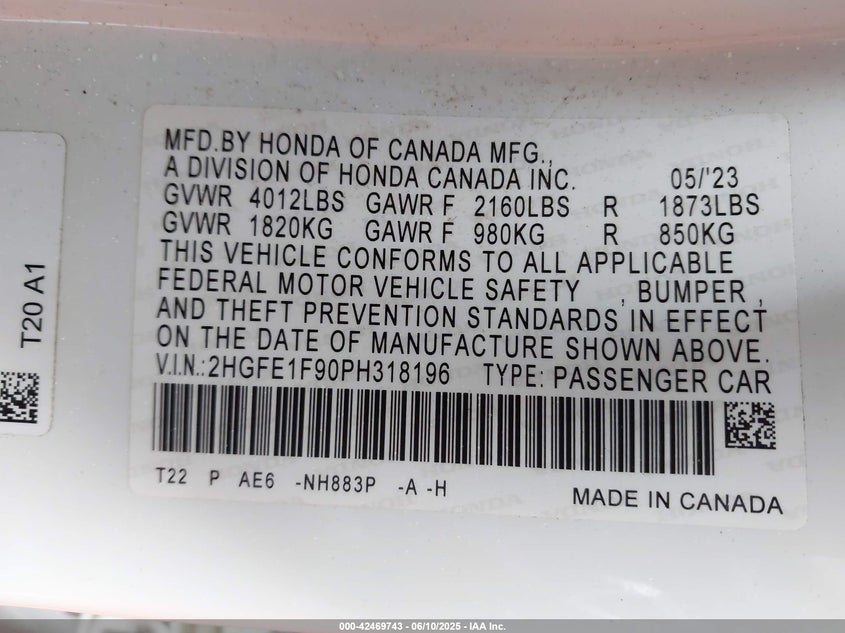 MFD.BY HONDA OF CANADA MFG.,
A DIVISION OF HONDA CANADA INC. 05/'23
GVWR 4012LBS GAWR F 2160LBS R 1873LBS
GVWR 1820KG GAWR F 980KG R 850KG
THIS VEHICLE CONFORMS TO ALL APPLICABLE
FEDERAL MOTOR VEHICLE SAFETY , BUMPER ,
AND THEFT PREVENTION STANDARDS IN EFFECT
ON THE DATE OF MANUFACTURE SHOWN ABOVE.
V.I.N.:2HGFE1F90PH318196 TYPE: PASSENGER CAR
T22 P AE6 -NH883P -A -H
MADE IN CANADA
T20 A1
000-42469743 - 06/10/2025 - IAA Inc.